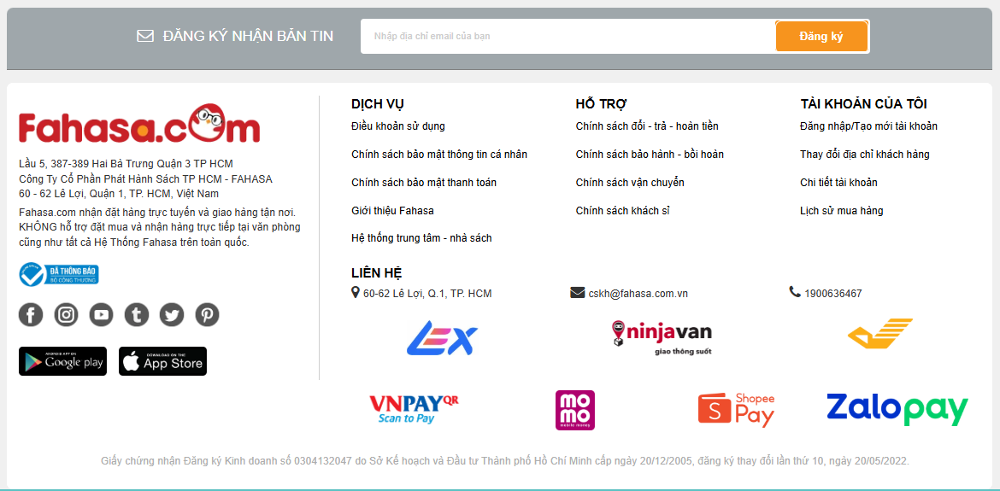 ĐĂNG KÝ NHẬN BẢN TIN
Nhập địa chỉ email của bạn
Đăng ký
Fahasa.com
Lầu 5, 387-389 Hai Bà Trưng Quận 3 TP HCM
Công Ty Cổ Phần Phát Hành Sách TP HCM - FAHASA
60 - 62 Lê Lợi, Quận 1, TP. HCM, Việt Nam
Fahasa.com nhận đặt hàng trực tuyến và giao hàng tận nơi.
KHÔNG hỗ trợ đặt mua và nhận hàng trực tiếp tại văn phòng
cũng như tất cả Hệ Thống Fahasa trên toàn quốc.
ĐÃ THÔNG BÁO
BỘ CÔNG THƯƠNG
ANDROID APP ON
Google play
DOWNLOAD ON THE
App Store
DỊCH VỤ
Điều khoản sử dụng
Chính sách bảo mật thông tin cá nhân
Chính sách bảo mật thanh toán
Giới thiệu Fahasa
Hệ thống trung tâm - nhà sách
HỖ TRỢ
Chính sách đổi - trả - hoàn tiền
Chính sách bảo hành - bồi hoàn
Chính sách vận chuyển
Chính sách khách sỉ
TÀI KHOẢN CỦA TÔI
Đăng nhập/Tạo mới tài khoản
Thay đổi địa chỉ khách hàng
Chi tiết tài khoản
Lịch sử mua hàng
LIÊN HỆ
60-62 Lê Lợi, Q.1, TP. HCM
cskh@fahasa.com.vn
1900636467
LEX
ninjavan
giao thông suốt
VNPAYQR
Scan to Pay
momo
mobile money
Shopee
Pay
Zalopay
Giấy chứng nhận Đăng ký Kinh doanh số 0304132047 do Sở Kế hoạch và Đầu tư Thành phố Hồ Chí Minh cấp ngày 20/12/2005, đăng ký thay đổi lần thứ 10, ngày 20/05/2022.